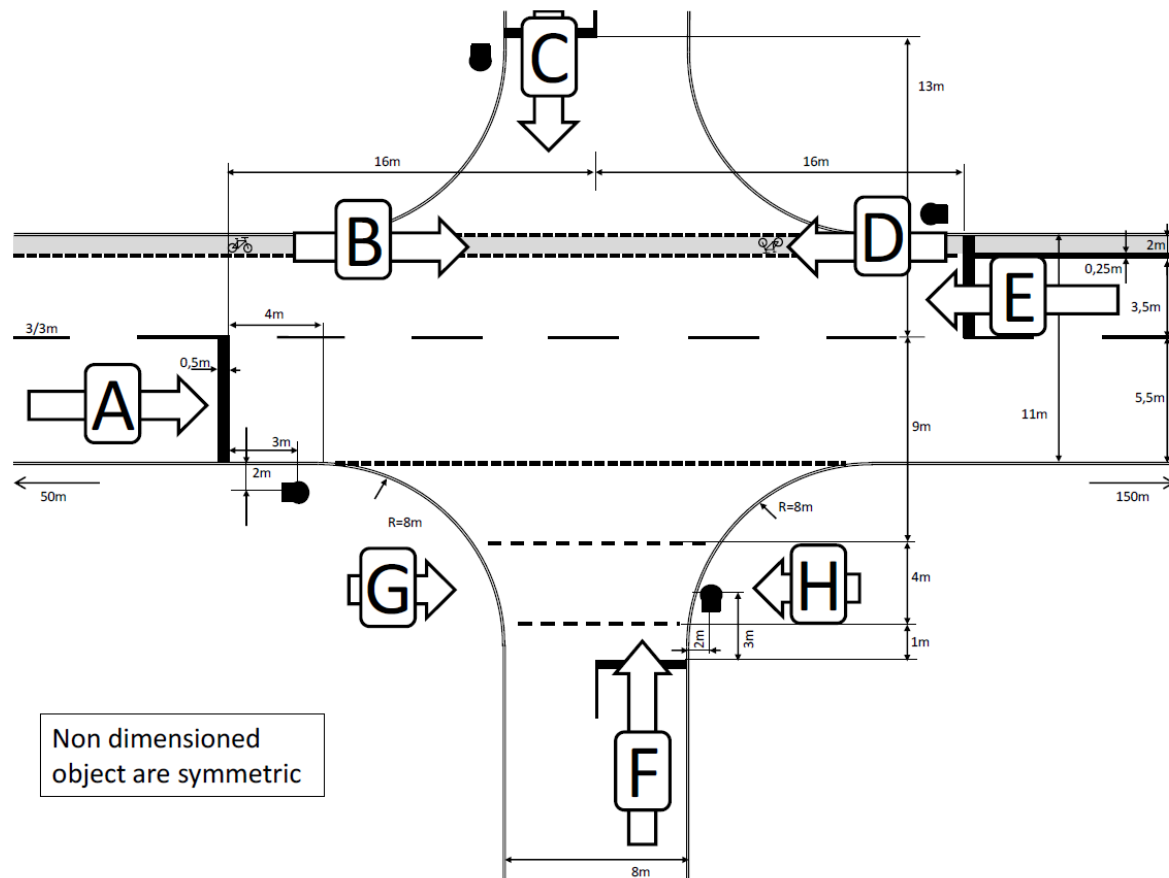 C
13m
16m
16m
B
D
2m
0,25m
E
3,5m
3/3m
4m
0,5m
A
5,5m
11m
9m
3m
2m
50m
150m
R=8m
R=8m
G
H
4m
2m
3m
1m
Non dimensioned
object are symmetric
F
8m